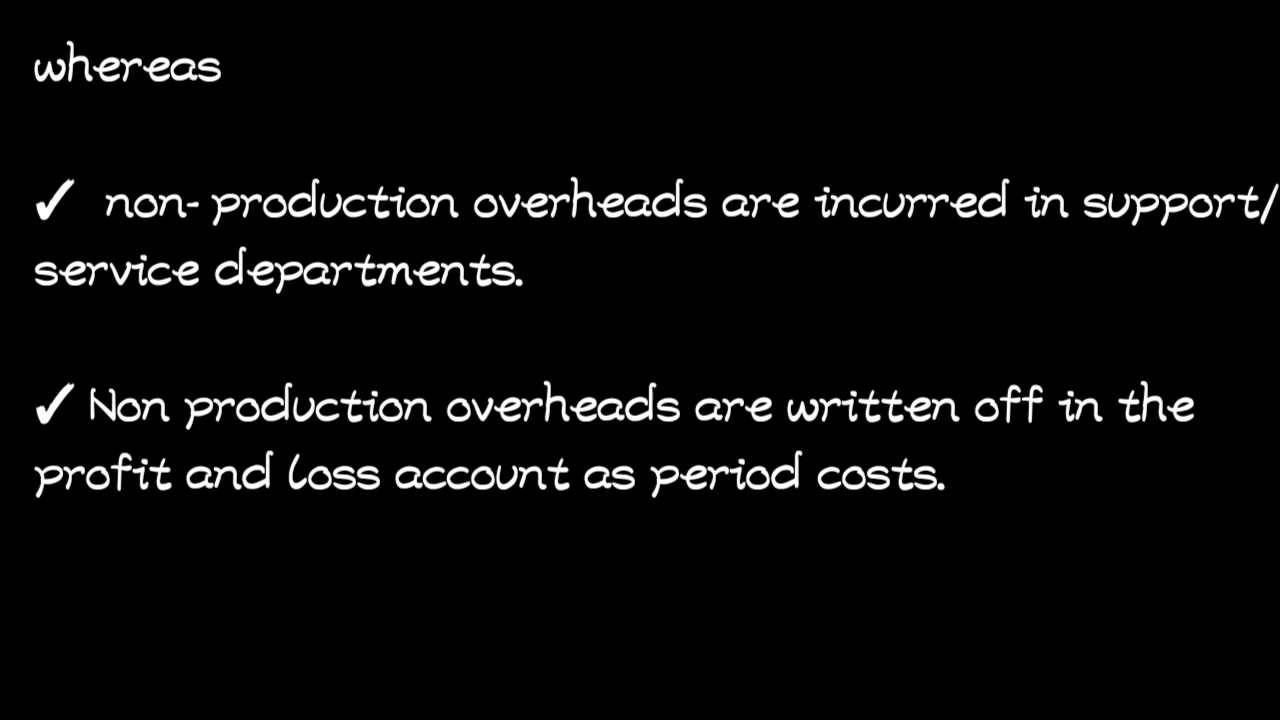 whereas
✓ non- production overheads are incurred in support/
service departments.
✓ Non production overheads are written off in the
profit and loss account as period costs.